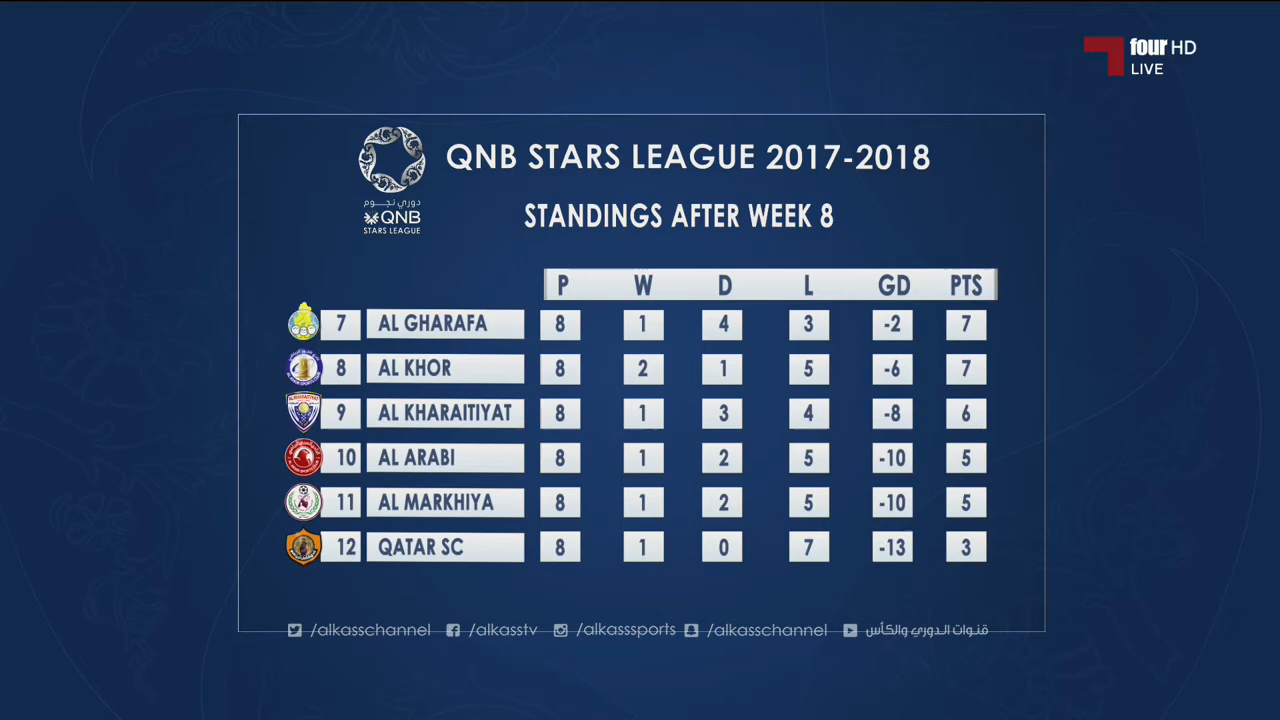 four HD
LIVE
QNB STARS LEAGUE 2017-2018
دوري نجوم
QNB
STARS LEAGUE
STANDINGS AFTER WEEK 8
P W D L GD PTS
7 AL GHARAFA 8 1 4 3 -2 7
8 AL KHOR 8 2 1 5 -6 7
9 AL KHARAITIYAT 8 1 3 4 -8 6
10 AL ARABI 8 1 2 5 -10 5
11 AL MARKHIYA 8 1 2 5 -10 5
12 QATAR SC 8 1 0 7 -13 3
/alkasschannel /alkasstv /alkasssports /alkasschannel قنوات الدوري والكأس